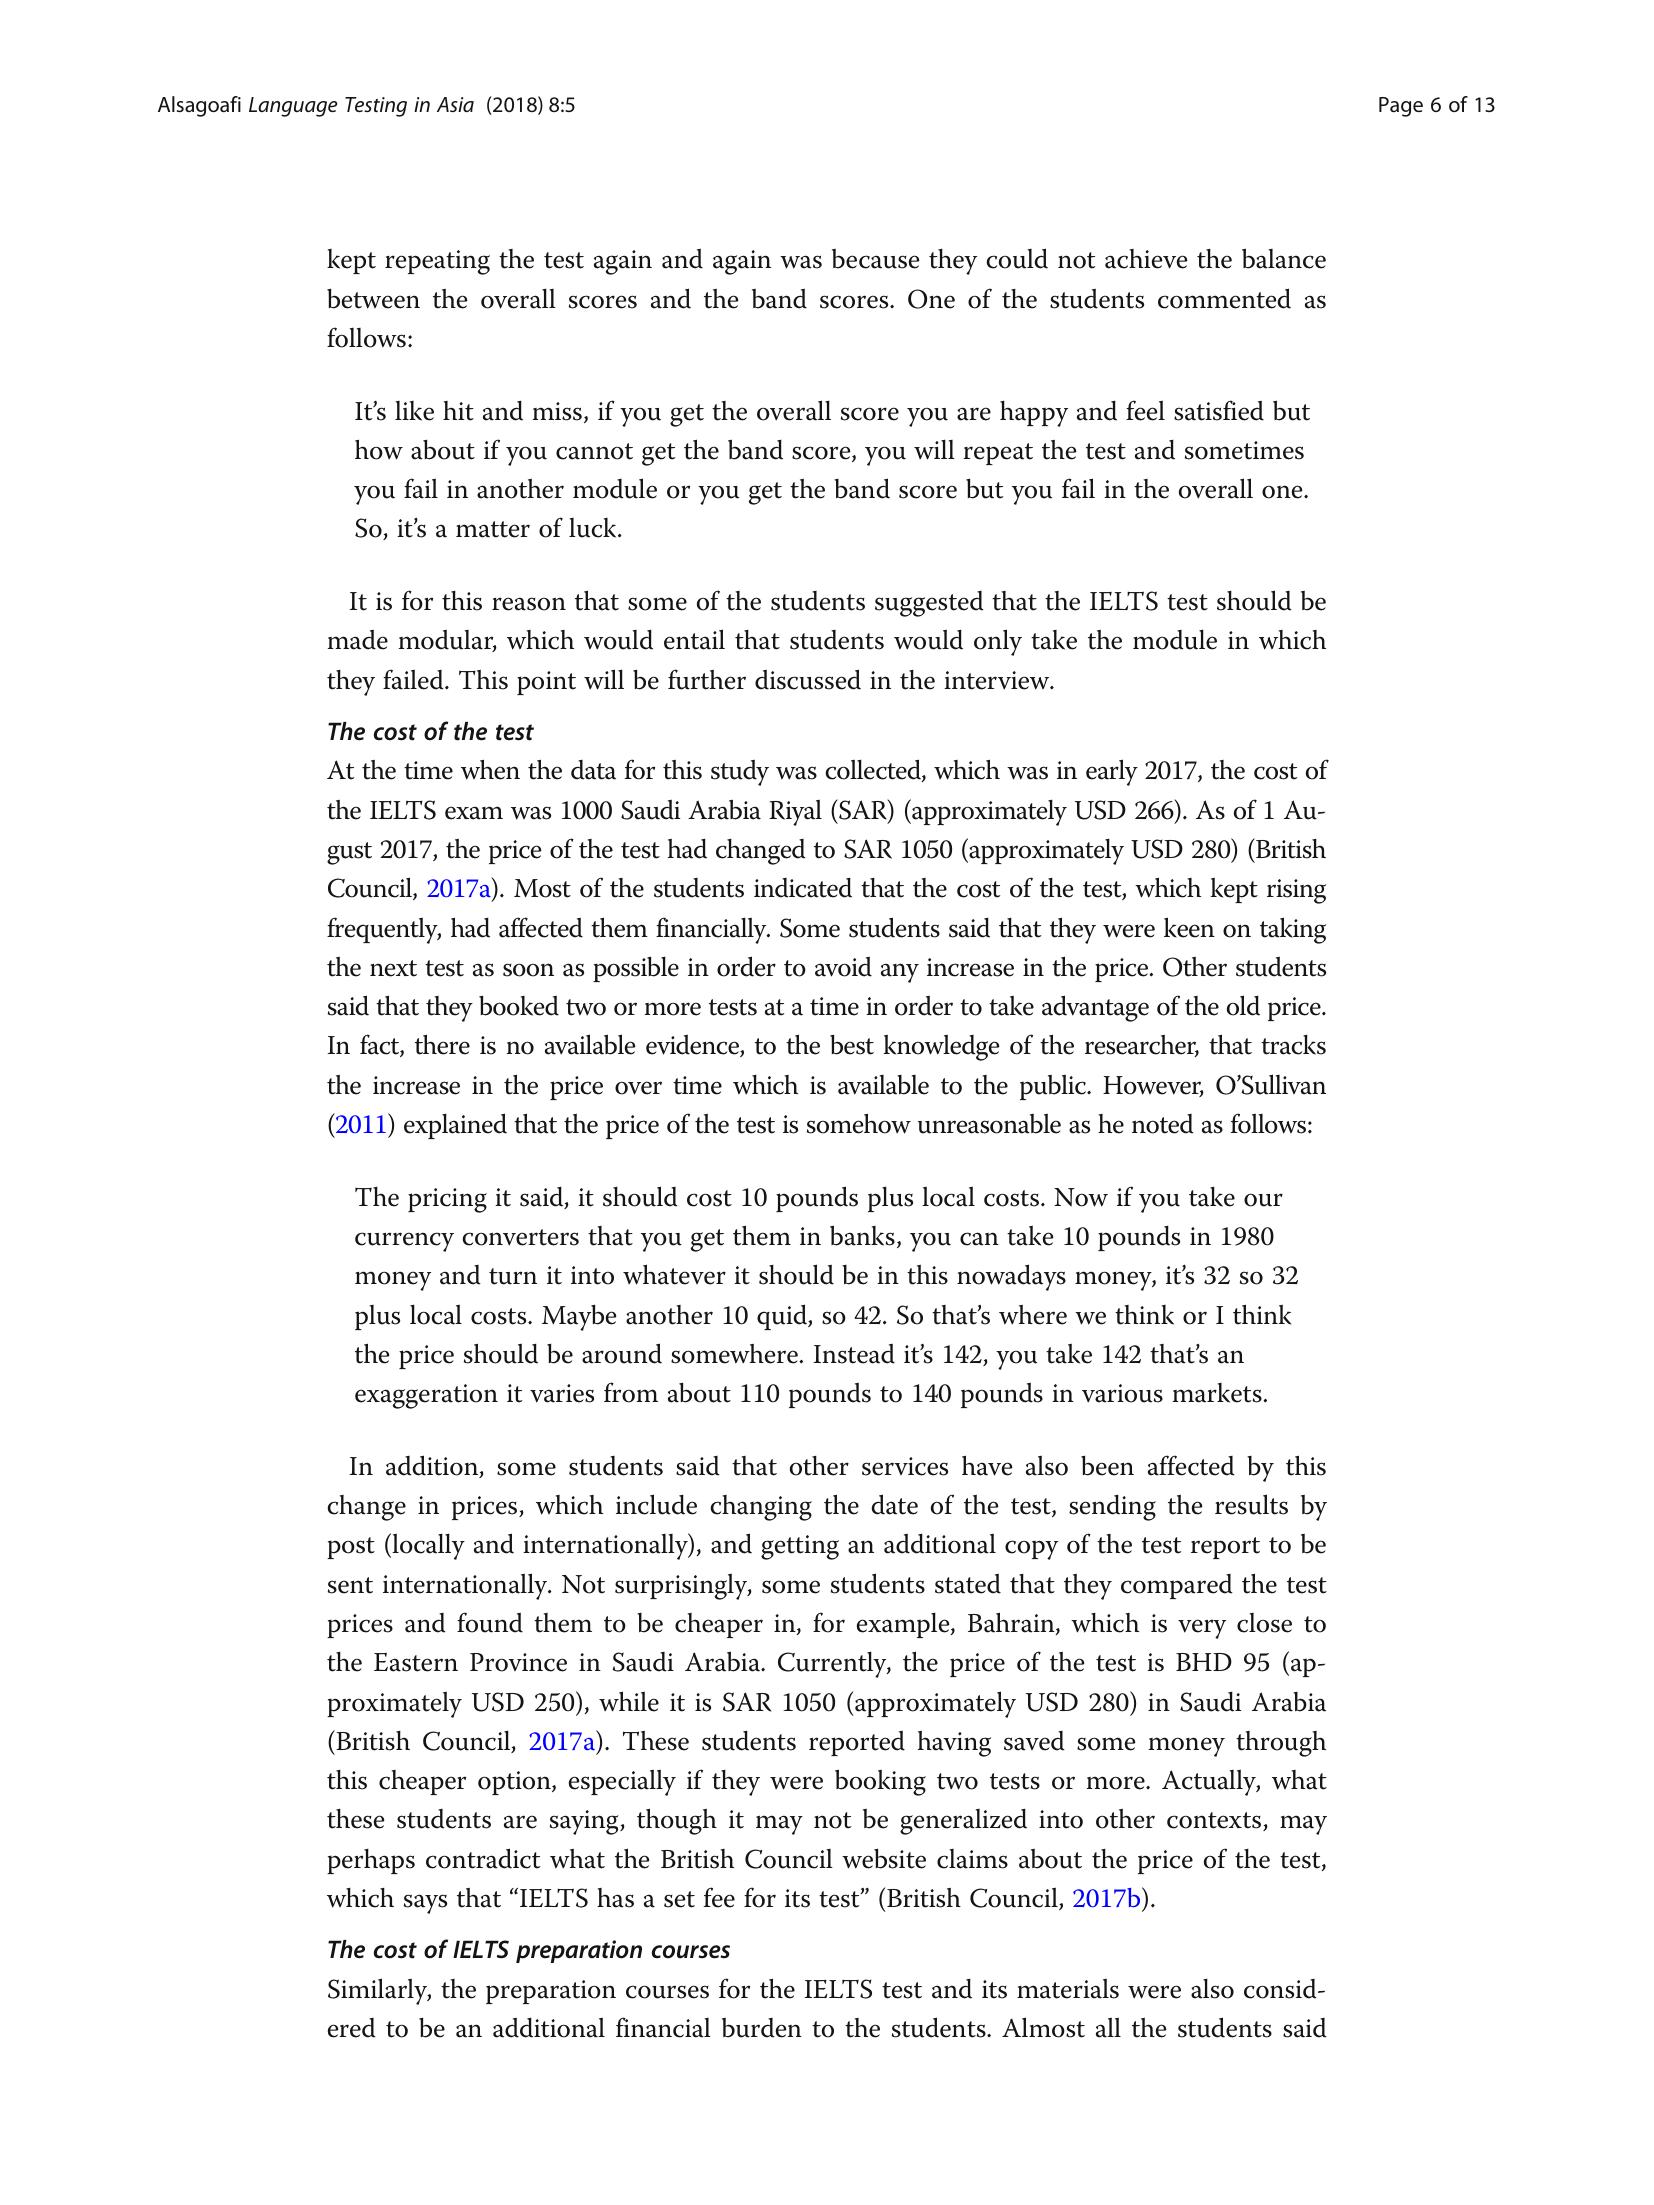 Alsagoafi Language Testing in Asia (2018) 8:5
Page 6 of 13
kept repeating the test again and again was because they could not achieve the balance
between the overall scores and the band scores. One of the students commented as
follows:
It’s like hit and miss, if you get the overall score you are happy and feel satisfied but
how about if you cannot get the band score, you will repeat the test and sometimes
you fail in another module or you get the band score but you fail in the overall one.
So, it’s a matter of luck.
It is for this reason that some of the students suggested that the IELTS test should be
made modular, which would entail that students would only take the module in which
they failed. This point will be further discussed in the interview.
The cost of the test
At the time when the data for this study was collected, which was in early 2017, the cost of
the IELTS exam was 1000 Saudi Arabia Riyal (SAR) (approximately USD 266). As of 1 Au-
gust 2017, the price of the test had changed to SAR 1050 (approximately USD 280) (British
Council, 2017a). Most of the students indicated that the cost of the test, which kept rising
frequently, had affected them financially. Some students said that they were keen on taking
the next test as soon as possible in order to avoid any increase in the price. Other students
said that they booked two or more tests at a time in order to take advantage of the old price.
In fact, there is no available evidence, to the best knowledge of the researcher, that tracks
the increase in the price over time which is available to the public. However, O’Sullivan
(2011) explained that the price of the test is somehow unreasonable as he noted as follows:
The pricing it said, it should cost 10 pounds plus local costs. Now if you take our
currency converters that you get them in banks, you can take 10 pounds in 1980
money and turn it into whatever it should be in this nowadays money, it’s 32 so 32
plus local costs. Maybe another 10 quid, so 42. So that’s where we think or I think
the price should be around somewhere. Instead it’s 142, you take 142 that’s an
exaggeration it varies from about 110 pounds to 140 pounds in various markets.
In addition, some students said that other services have also been affected by this
change in prices, which include changing the date of the test, sending the results by
post (locally and internationally), and getting an additional copy of the test report to be
sent internationally. Not surprisingly, some students stated that they compared the test
prices and found them to be cheaper in, for example, Bahrain, which is very close to
the Eastern Province in Saudi Arabia. Currently, the price of the test is BHD 95 (ap-
proximately USD 250), while it is SAR 1050 (approximately USD 280) in Saudi Arabia
(British Council, 2017a). These students reported having saved some money through
this cheaper option, especially if they were booking two tests or more. Actually, what
these students are saying, though it may not be generalized into other contexts, may
perhaps contradict what the British Council website claims about the price of the test,
which says that “IELTS has a set fee for its test” (British Council, 2017b).
The cost of IELTS preparation courses
Similarly, the preparation courses for the IELTS test and its materials were also consid-
ered to be an additional financial burden to the students. Almost all the students said